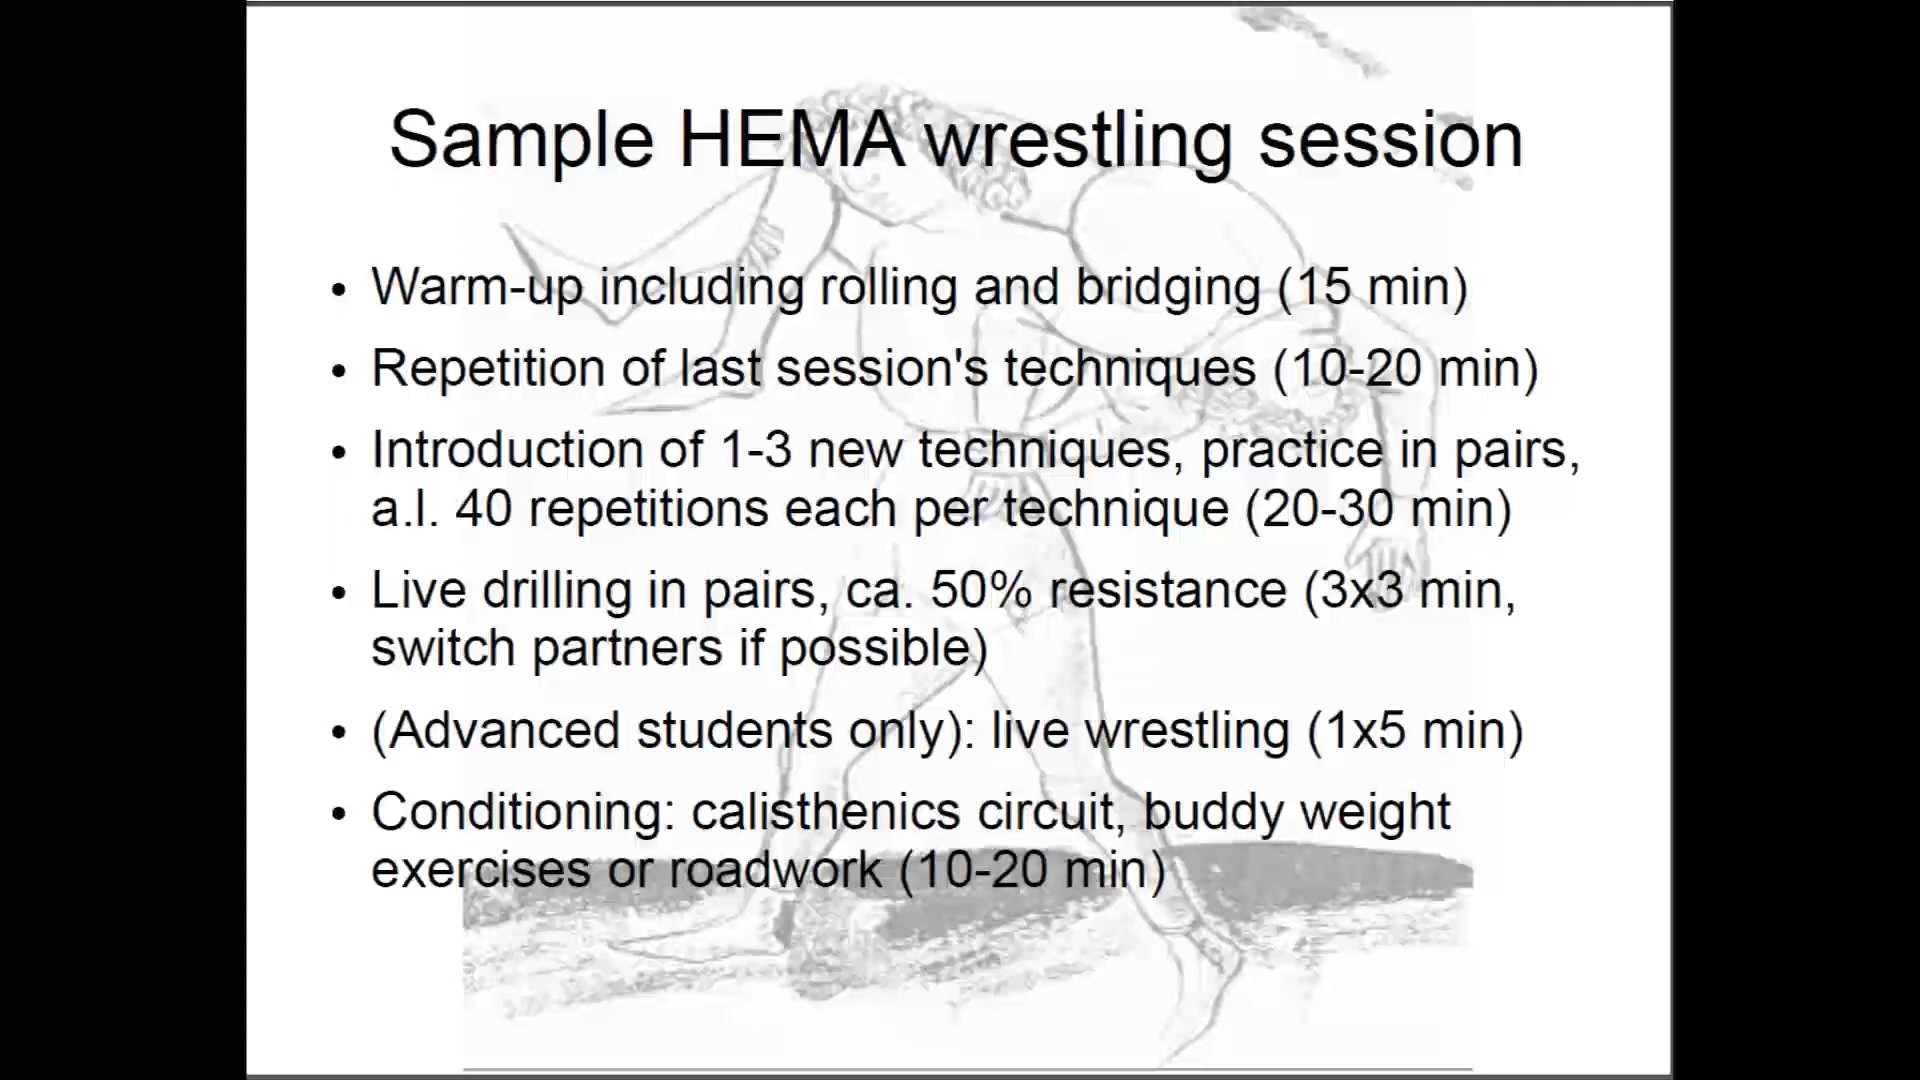 Sample HEMA wrestling session
• Warm-up including rolling and bridging (15 min)
• Repetition of last session's techniques (10-20 min)
• Introduction of 1-3 new techniques, practice in pairs,
a.l. 40 repetitions each per technique (20-30 min)
• Live drilling in pairs, ca. 50% resistance (3x3 min,
switch partners if possible)
• (Advanced students only): live wrestling (1x5 min)
• Conditioning: calisthenics circuit, buddy weight
exercises or roadwork (10-20 min)